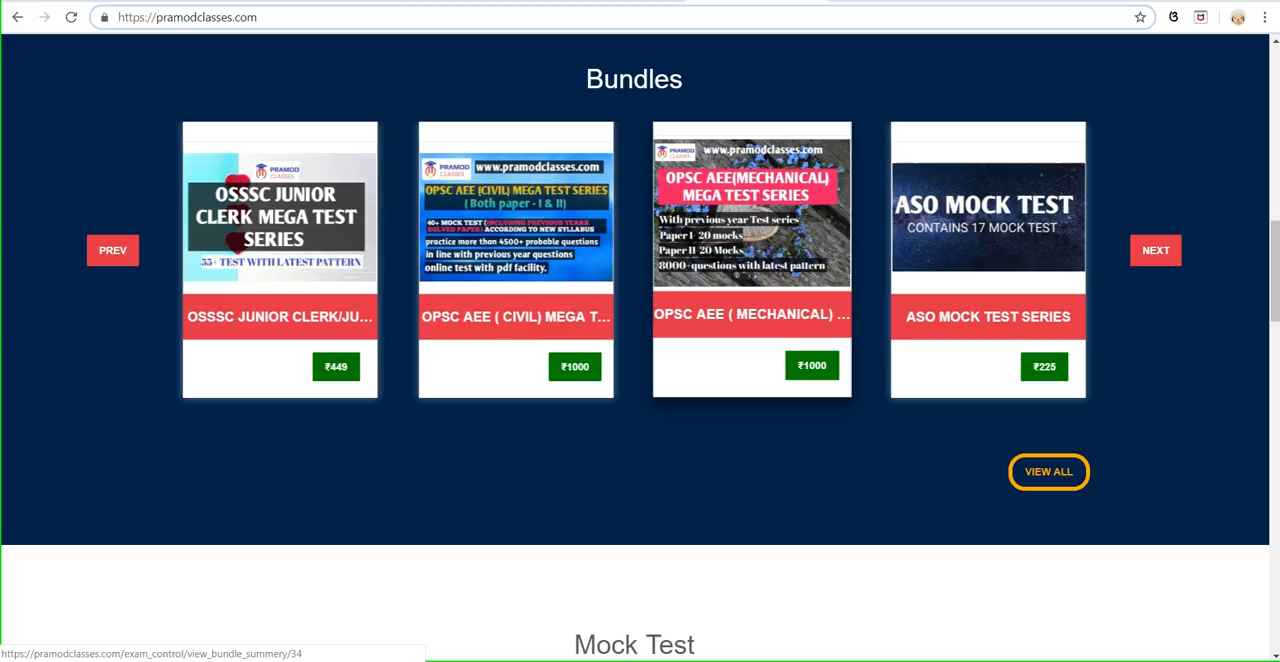 https://pramodclasses.com
Bundles
PRAMOD
CLASSES
OSSSC JUNIOR
CLERK MEGA TEST
SERIES
55+ TEST WITH LATEST PATTERN
OSSSC JUNIOR CLERK/JU...
₹449
PRAMOD
CLASSES
www.pramodclasses.com
OPSC AEE (CIVIL) MEGA TEST SERIES
( Both paper - I & II)
40+ MOCK TEST (INCLUDING PREVIOUS YEARS
SOLVED PAPER) ACCORDING TO NEW SYLLABUS
practice more than 4500+ probable questions
in line with previous year questions
online test with pdf facility.
OPSC AEE ( CIVIL) MEGA T...
₹1000
PRAMOD
CLASSES
www.pramodclasses.com
OPSC AEE(MECHANICAL)
MEGA TEST SERIES
With previous year Test series
Paper I- 20 mocks
Paper II-20 Mocks
8000+questions with latest pattern
OPSC AEE ( MECHANICAL) ...
₹1000
ASO MOCK TEST
CONTAINS 17 MOCK TEST
ASO MOCK TEST SERIES
₹225
PREV
NEXT
VIEW ALL
Mock Test
https://pramodclasses.com/exam_control/view_bundle_summery/34